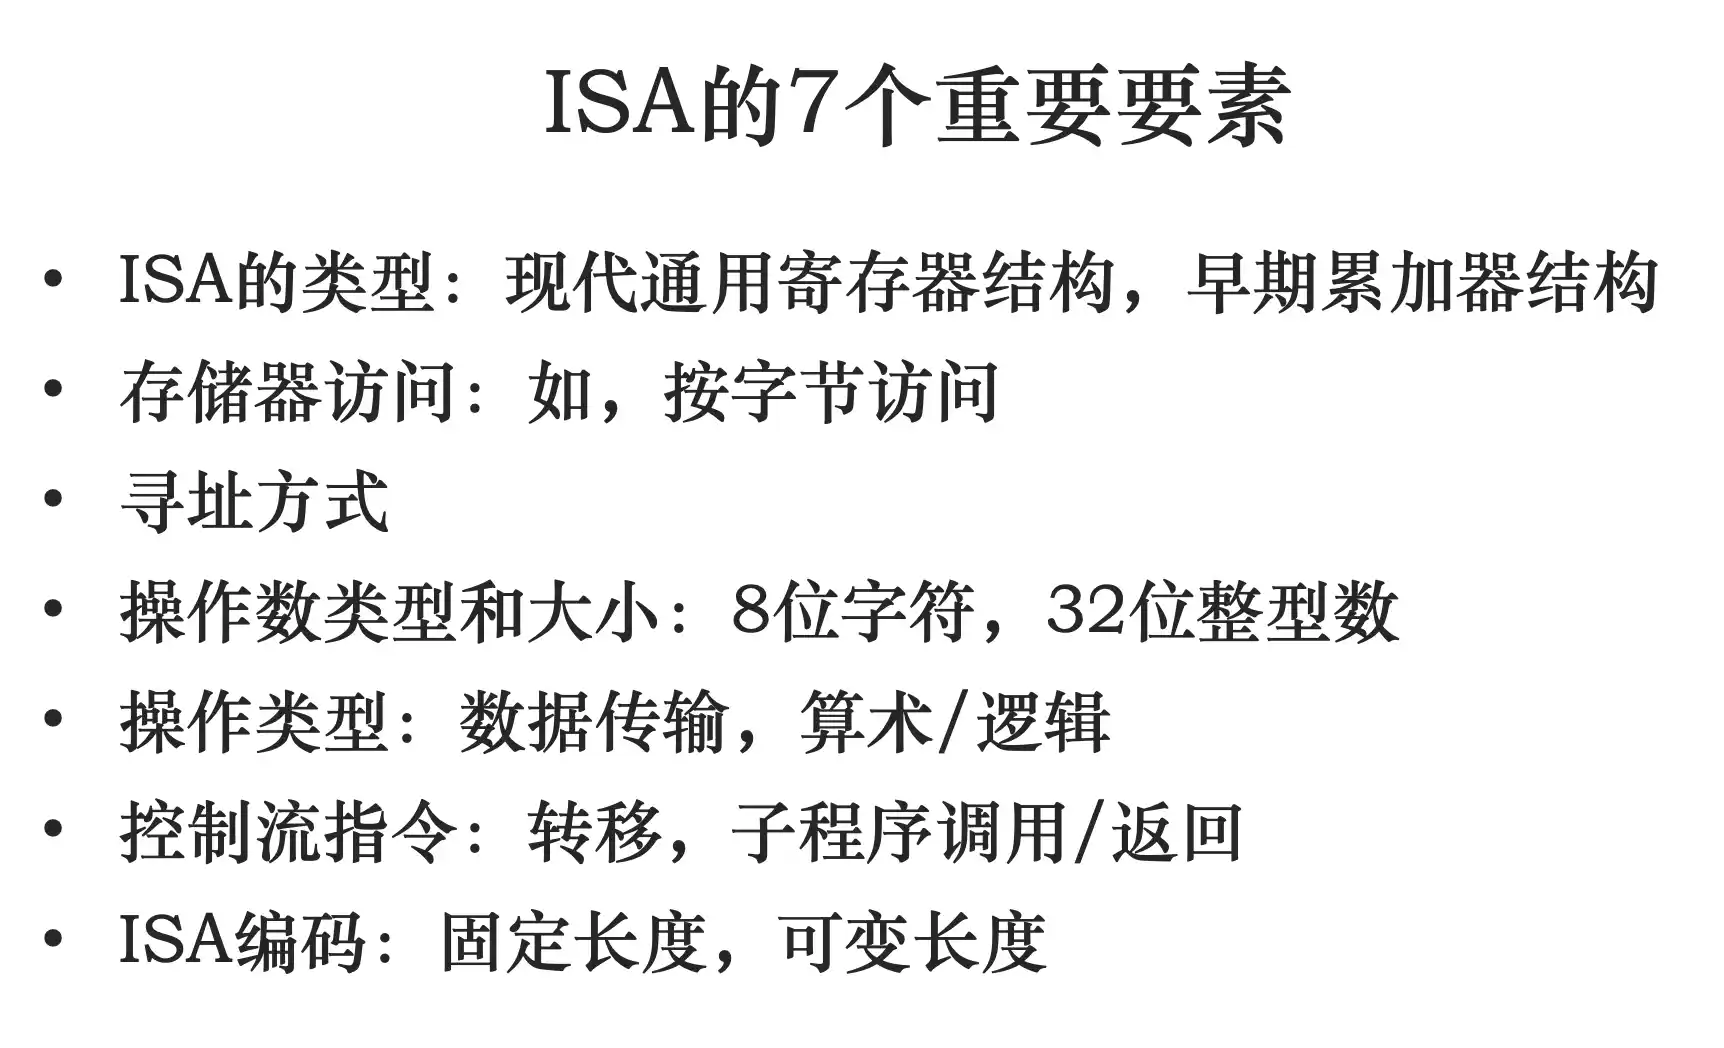 ISA的7个重要要素
• ISA的类型：现代通用寄存器结构，早期累加器结构
• 存储器访问：如，按字节访问
• 寻址方式
• 操作数类型和大小：8位字符，32位整型数
• 操作类型：数据传输，算术/逻辑
• 控制流指令：转移，子程序调用/返回
• ISA编码：固定长度，可变长度